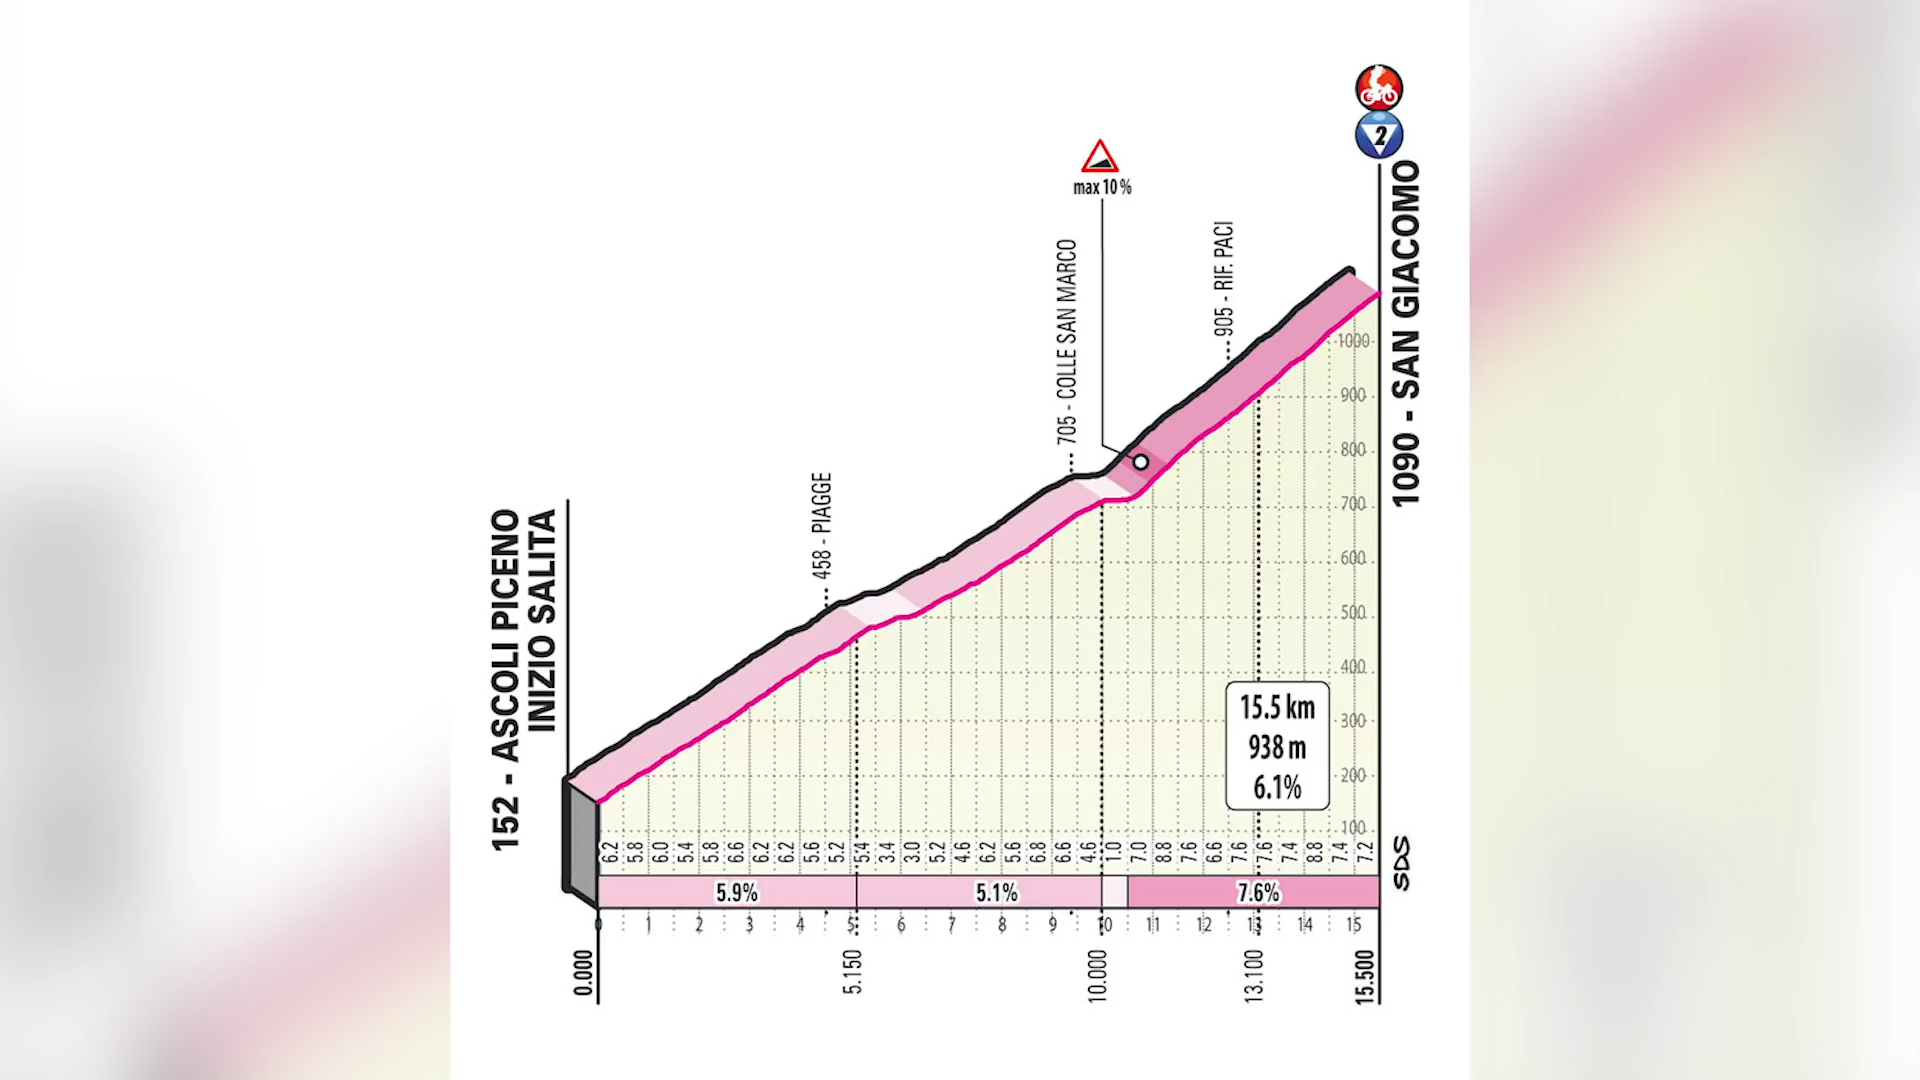 2
1090 - SAN GIACOMO
max 10 %
905 - RIF. PACI
705 - COLLE SAN MARCO
458 - PIAGGE
152 - ASCOLI PICENO
INIZIO SALITA
1000
900
800
700
600
500
400
300
200
100
15.5 km
938 m
6.1%
6.2 5.8 6.0 5.4 5.8 6.6 6.2 6.2 5.6 5.2 5.4 3.4 3.0 5.2 4.6 6.2 5.6 6.8 6.6 4.6 1.0 7.0 8.8 7.6 6.6 7.6 7.6 7.4 8.8 7.4 7.2
SDS
5.9% 5.1% 7.6%
0 1 2 3 4 5 6 7 8 9 10 11 12 13 14 15
0.000 5.150 10.000 13.100 15.500